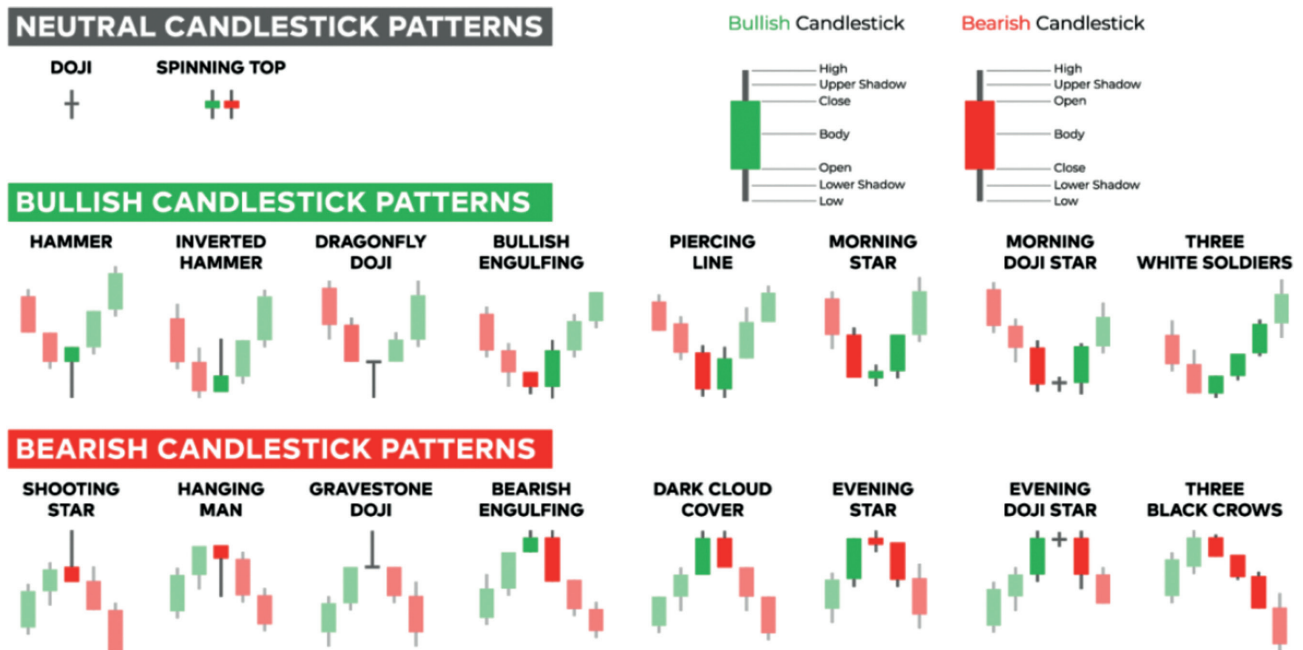 NEUTRAL CANDLESTICK PATTERNS
DOJI
SPINNING TOP
Bullish Candlestick
High
Upper Shadow
Close
Body
Open
Lower Shadow
Low
Bearish Candlestick
High
Upper Shadow
Open
Body
Close
Lower Shadow
Low
BULLISH CANDLESTICK PATTERNS
HAMMER
INVERTED
HAMMER
DRAGONFLY
DOJI
BULLISH
ENGULFING
PIERCING
LINE
MORNING
STAR
MORNING
DOJI STAR
THREE
WHITE SOLDIERS
BEARISH CANDLESTICK PATTERNS
SHOOTING
STAR
HANGING
MAN
GRAVESTONE
DOJI
BEARISH
ENGULFING
DARK CLOUD
COVER
EVENING
STAR
EVENING
DOJI STAR
THREE
BLACK CROWS